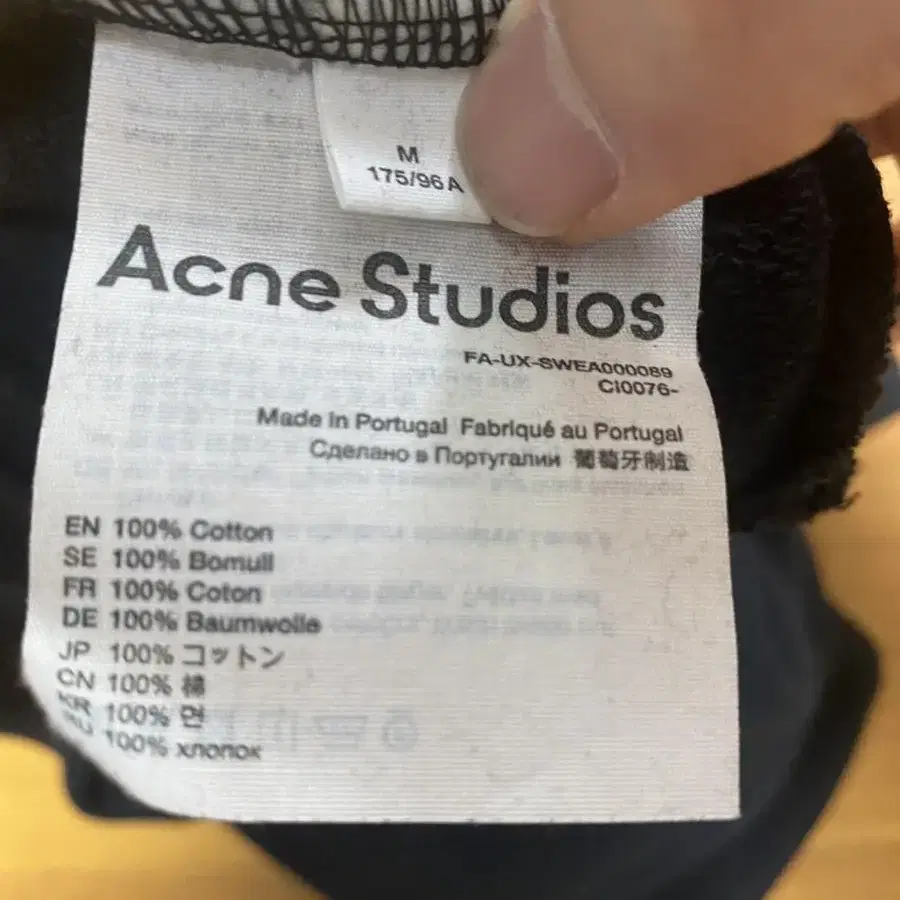 M
175/96A
Acne Studios
FA-UX-SWEA000089
CI0076-
Made in Portugal Fabriqué au Portugal
Сделано в Португалии 葡萄牙制造
EN 100% Cotton
SE 100% Bomull
FR 100% Coton
DE 100% Baumwolle
JP 100% コットン
CN 100% 棉
KR 100% 면
RU 100% хлопок